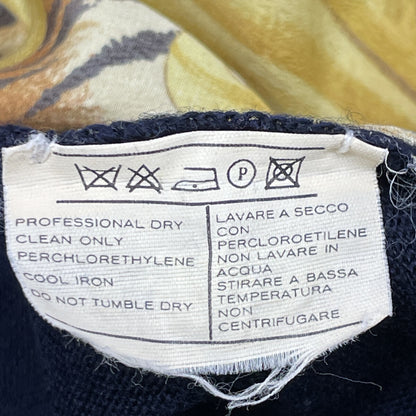 P
PROFESSIONAL DRY
CLEAN ONLY
PERCHLORETHYLENE
COOL IRON
DO NOT TUMBLE DRY
LAVARE A SECCO
CON
PERCLOROETILENE
NON LAVARE IN
ACQUA
STIRARE A BASSA
TEMPERATURA
NON
CENTRIFUGARE